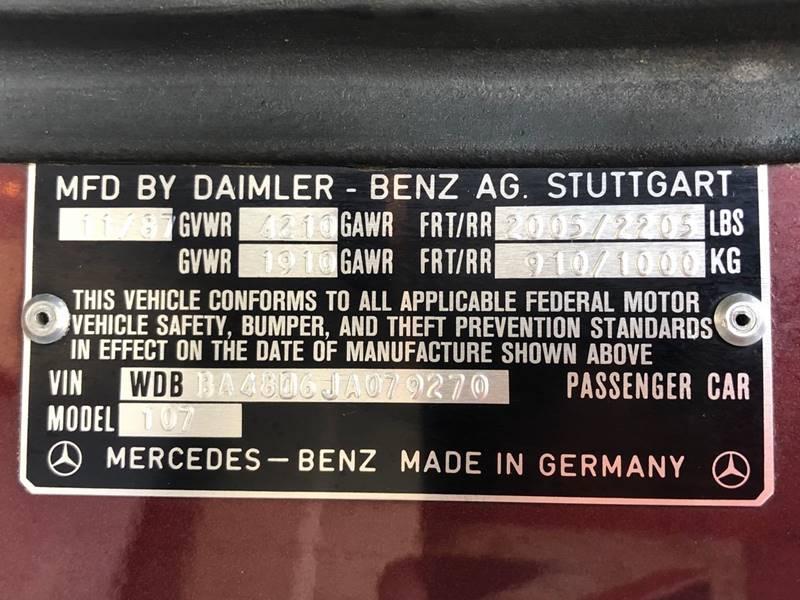 MFD BY DAIMLER - BENZ AG. STUTTGART
11/87 GVWR 4210 GAWR FRT/RR 2005/2205 LBS
GVWR 1910 GAWR FRT/RR 910/1000 KG
THIS VEHICLE CONFORMS TO ALL APPLICABLE FEDERAL MOTOR
VEHICLE SAFETY, BUMPER, AND THEFT PREVENTION STANDARDS
IN EFFECT ON THE DATE OF MANUFACTURE SHOWN ABOVE
VIN WDB BA48D6JA079270 PASSENGER CAR
MODEL 107
MERCEDES-BENZ MADE IN GERMANY